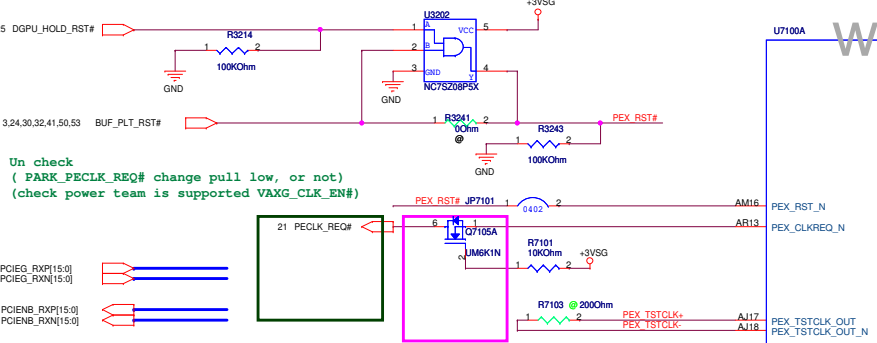 +3VSG
U3202
U7100A
W
5 DGPU_HOLD_RST#
R3214
1 2
100KOhm
GND
1 A VCC 5
2 B
3 GND Y 4
NC7SZ08P5X
GND
3,24,30,32,41,50,53 BUF_PLT_RST#
R3241
1 2
0Ohm
@
PEX_RST#
R3243
1 2
100KOhm
GND
Un check
( PARK_PECLK_REQ# change pull low, or not)
(check power team is supported VAXG_CLK_EN#)
PEX_RST# JP7101 1 2
0402
AM16 PEX_RST_N
21 PECLK_REQ#
6 1
Q7105A
UM6K1N
2
AR13 PEX_CLKREQ_N
R7101
10KOhm
1 2
+3VSG
PCIEG_RXP[15:0]
PCIEG_RXN[15:0]
PCIENB_RXP[15:0]
PCIENB_RXN[15:0]
R7103 @ 200Ohm
1 2
PEX_TSTCLK+ AJ17 PEX_TSTCLK_OUT
PEX_TSTCLK- AJ18 PEX_TSTCLK_OUT_N